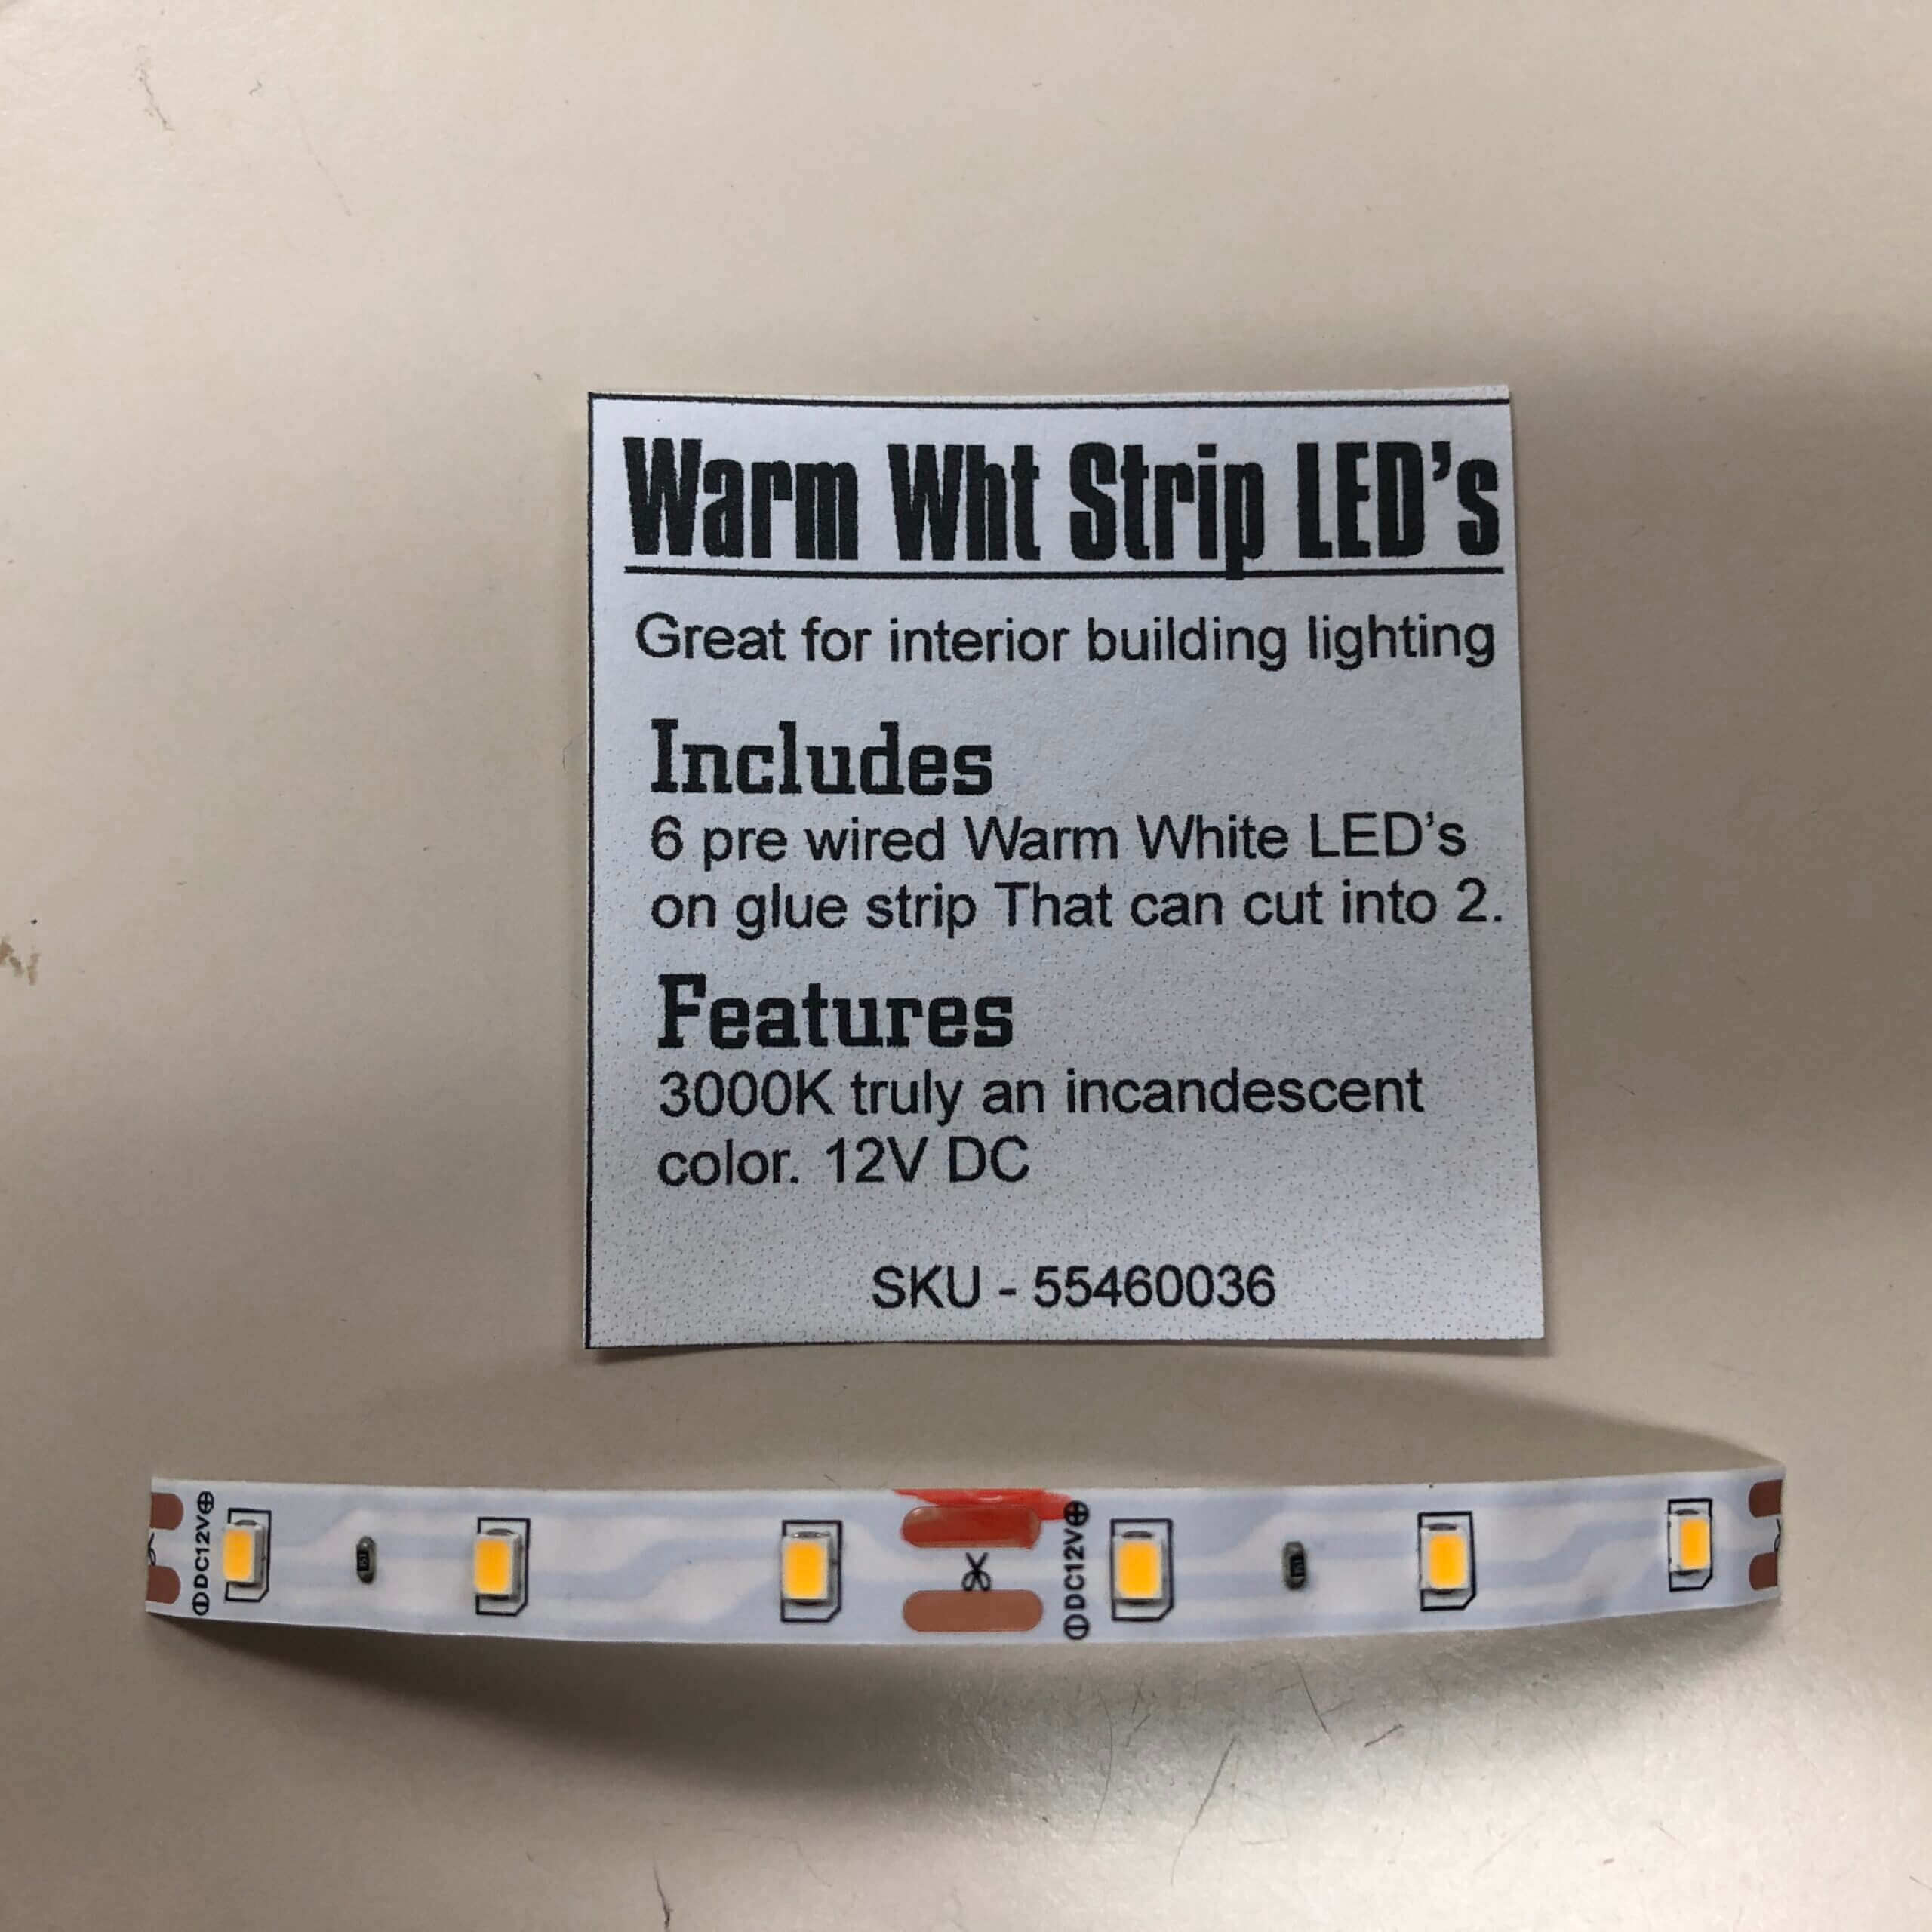 Warm Wht Strip LED's
Great for interior building lighting
Includes
6 pre wired Warm White LED's
on glue strip That can cut into 2.
Features
3000K truly an incandescent
color. 12V DC
SKU - 55460036
DC12V
DC12V